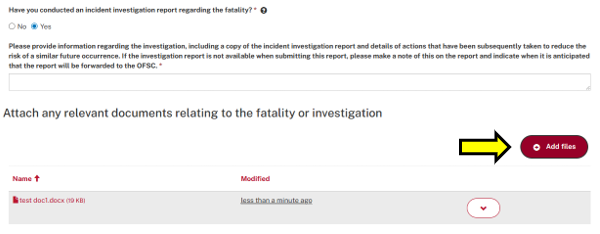 Have you conducted an incident investigation report regarding the fatality? * ?
No Yes
Please provide information regarding the investigation, including a copy of the incident investigation report and details of actions that have been subsequently taken to reduce the
risk of a similar future occurrence. If the investigation report is not available when submitting this report, please make a note of this on the report and indicate when it is anticipated
that the report will be forwarded to the OFSC. *
Attach any relevant documents relating to the fatality or investigation
Add files
Name Modified
test doc1.docx (19 KB) less than a minute ago